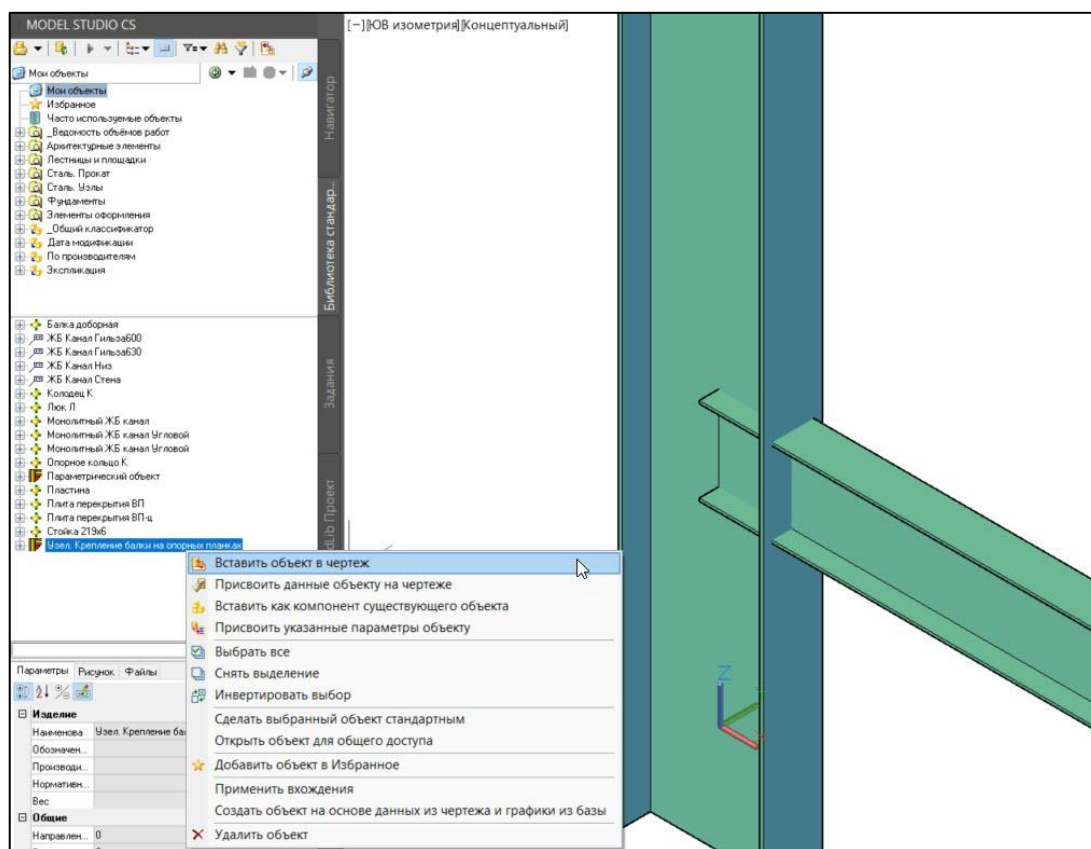 MODEL STUDIO CS
[−][ЮВ изометрия][Концептуальный]
Мои объекты
Мои объекты
Избранное
Часто используемые объекты
_Ведомость объёмов работ
Архитектурные элементы
Лестницы и площадки
Сталь. Прокат
Сталь. Узлы
Фундаменты
Элементы оформления
_Общий классификатор
Дата модификации
По производителям
Экспликация
Навигатор
Библиотека стандар...
Задания
dLib Проект
Балка доборная
ЖБ Канал Гильза600
ЖБ Канал Гильза630
ЖБ Канал Низ
ЖБ Канал Стена
Колодец К
Люк Л
Монолитный ЖБ канал
Монолитный ЖБ канал Угловой
Монолитный ЖБ канал Угловой
Опорное кольцо К
Параметрический объект
Пластина
Плита перекрытия ВП
Плита перекрытия ВП-ц
Стойка 219х6
Узел. Крепление балки на опорных планках
Вставить объект в чертеж
Присвоить данные объекту на чертеже
Вставить как компонент существующего объекта
Присвоить указанные параметры объекту
Выбрать все
Снять выделение
Инвертировать выбор
Сделать выбранный объект стандартным
Открыть объект для общего доступа
Добавить объект в Избранное
Применить вхождения
Создать объект на основе данных из чертежа и графики из базы
Удалить объект
Параметры Рисунок Файлы
Изделие
Наименова Узел. Крепление ба
Обозначен...
Производи...
Норматив...
Вес
Общие
Направлен... 0
Z